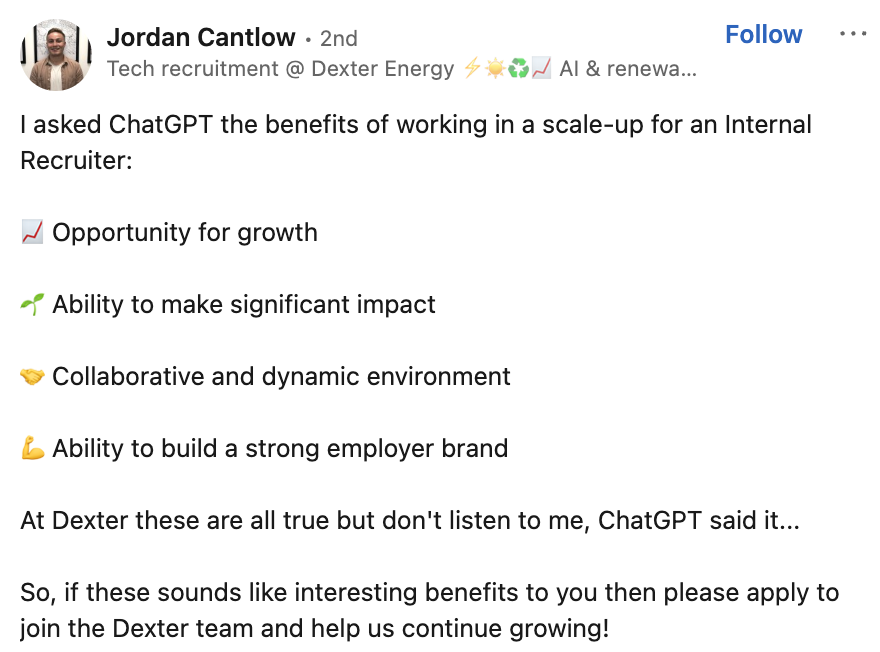 Jordan Cantlow · 2nd
Follow ...
Tech recruitment @ Dexter Energy ⚡☀️♻️📈 AI & renewa...
I asked ChatGPT the benefits of working in a scale-up for an Internal
Recruiter:
📈 Opportunity for growth
🌱 Ability to make significant impact
🤝 Collaborative and dynamic environment
💪 Ability to build a strong employer brand
At Dexter these are all true but don't listen to me, ChatGPT said it...
So, if these sounds like interesting benefits to you then please apply to
join the Dexter team and help us continue growing!